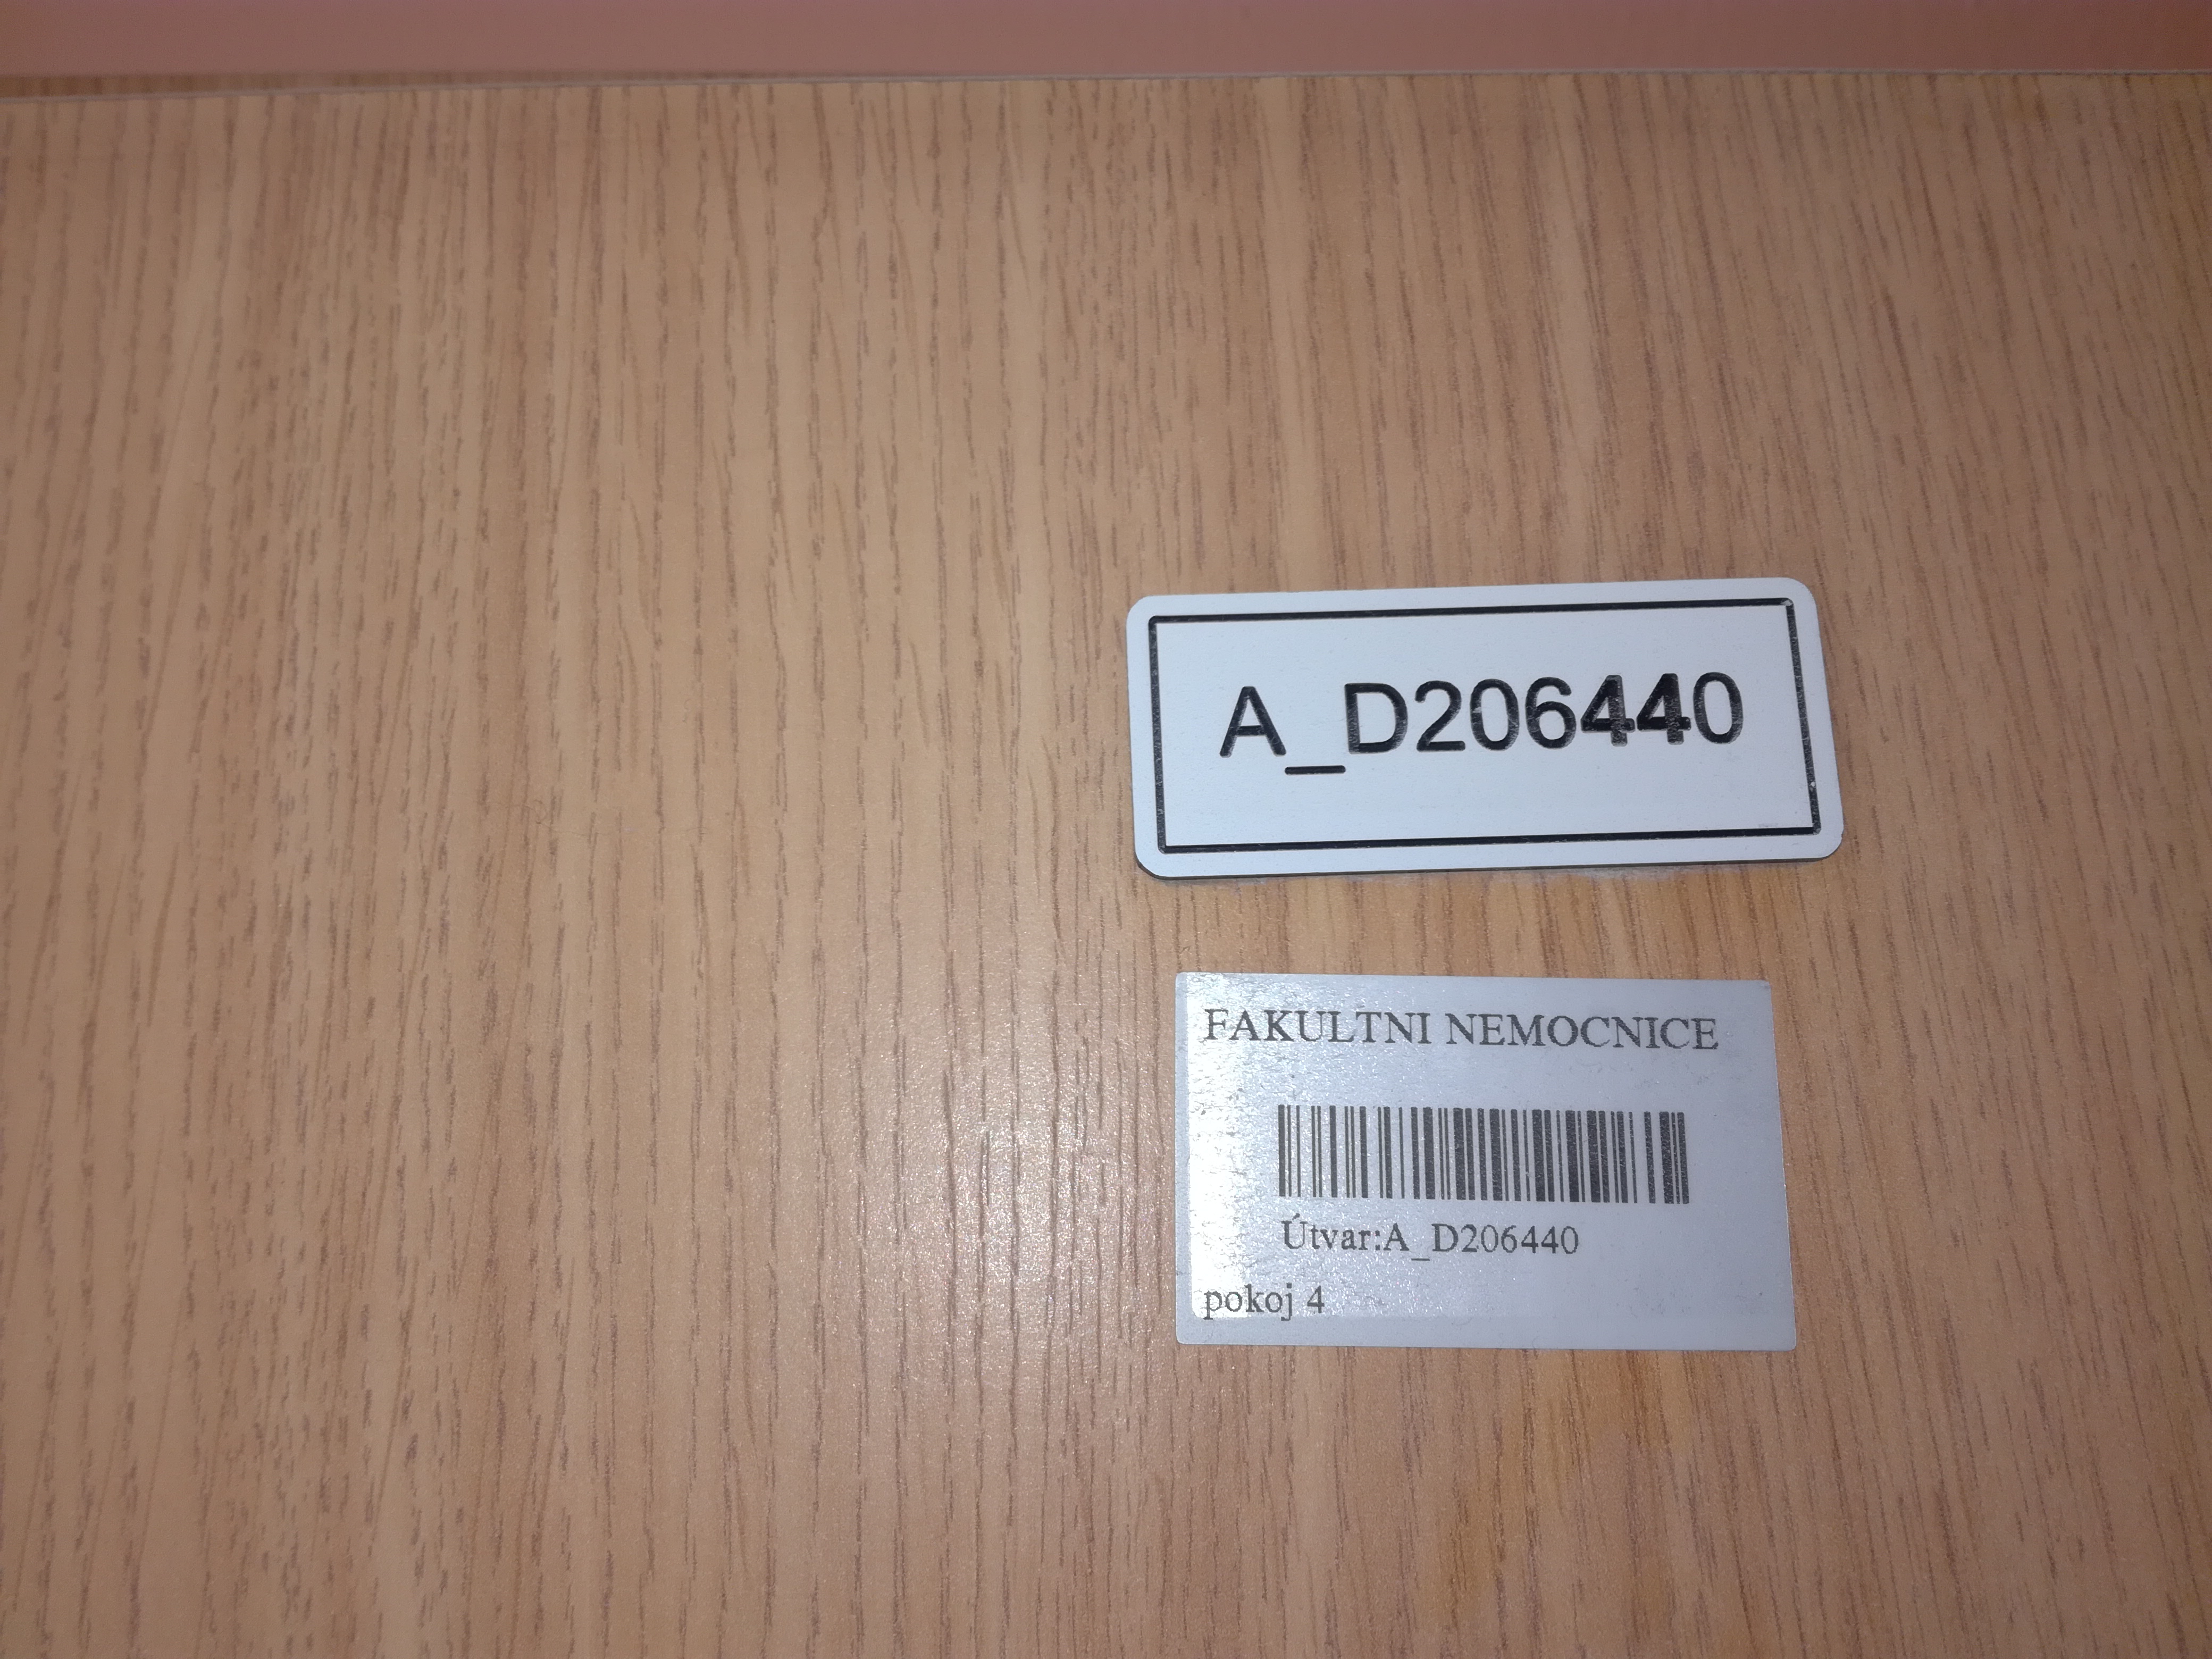 A_D206440
FAKULTNI NEMOCNICE
Útvar:A_D206440
pokoj 4